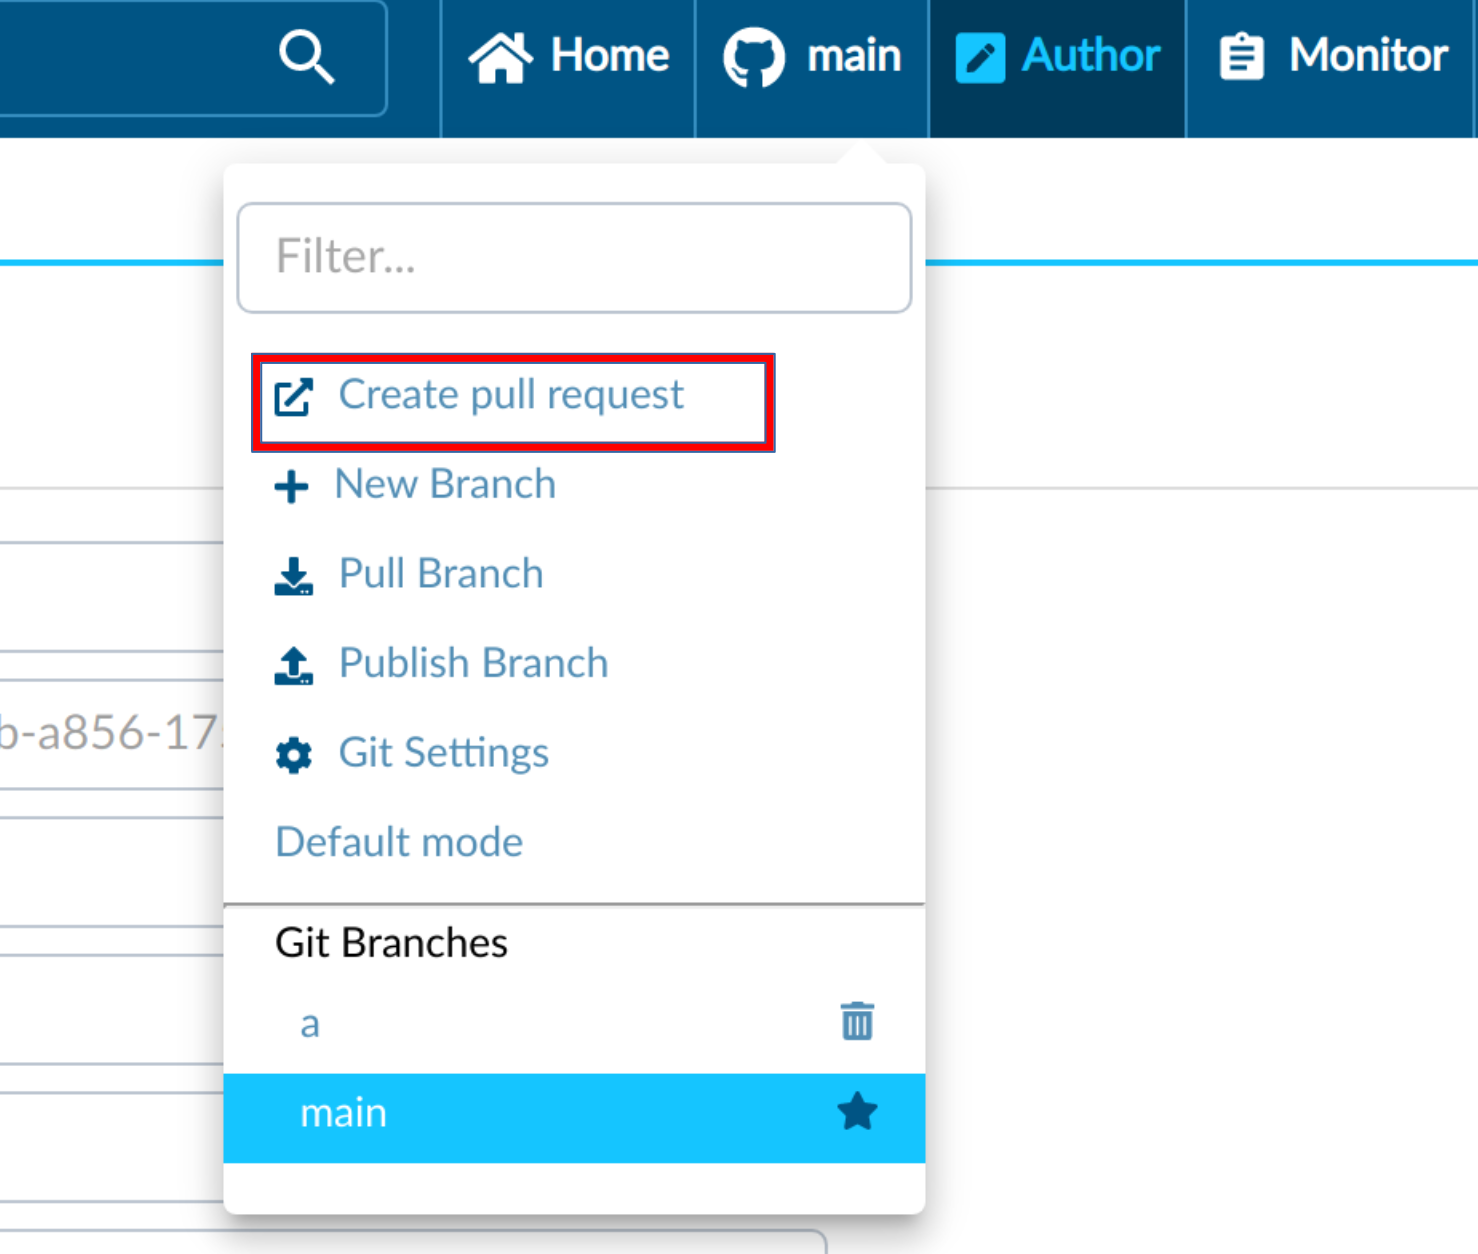 Home main Author Monitor
Filter...
Create pull request
New Branch
Pull Branch
Publish Branch
b-a856-17
Git Settings
Default mode
Git Branches
a
main